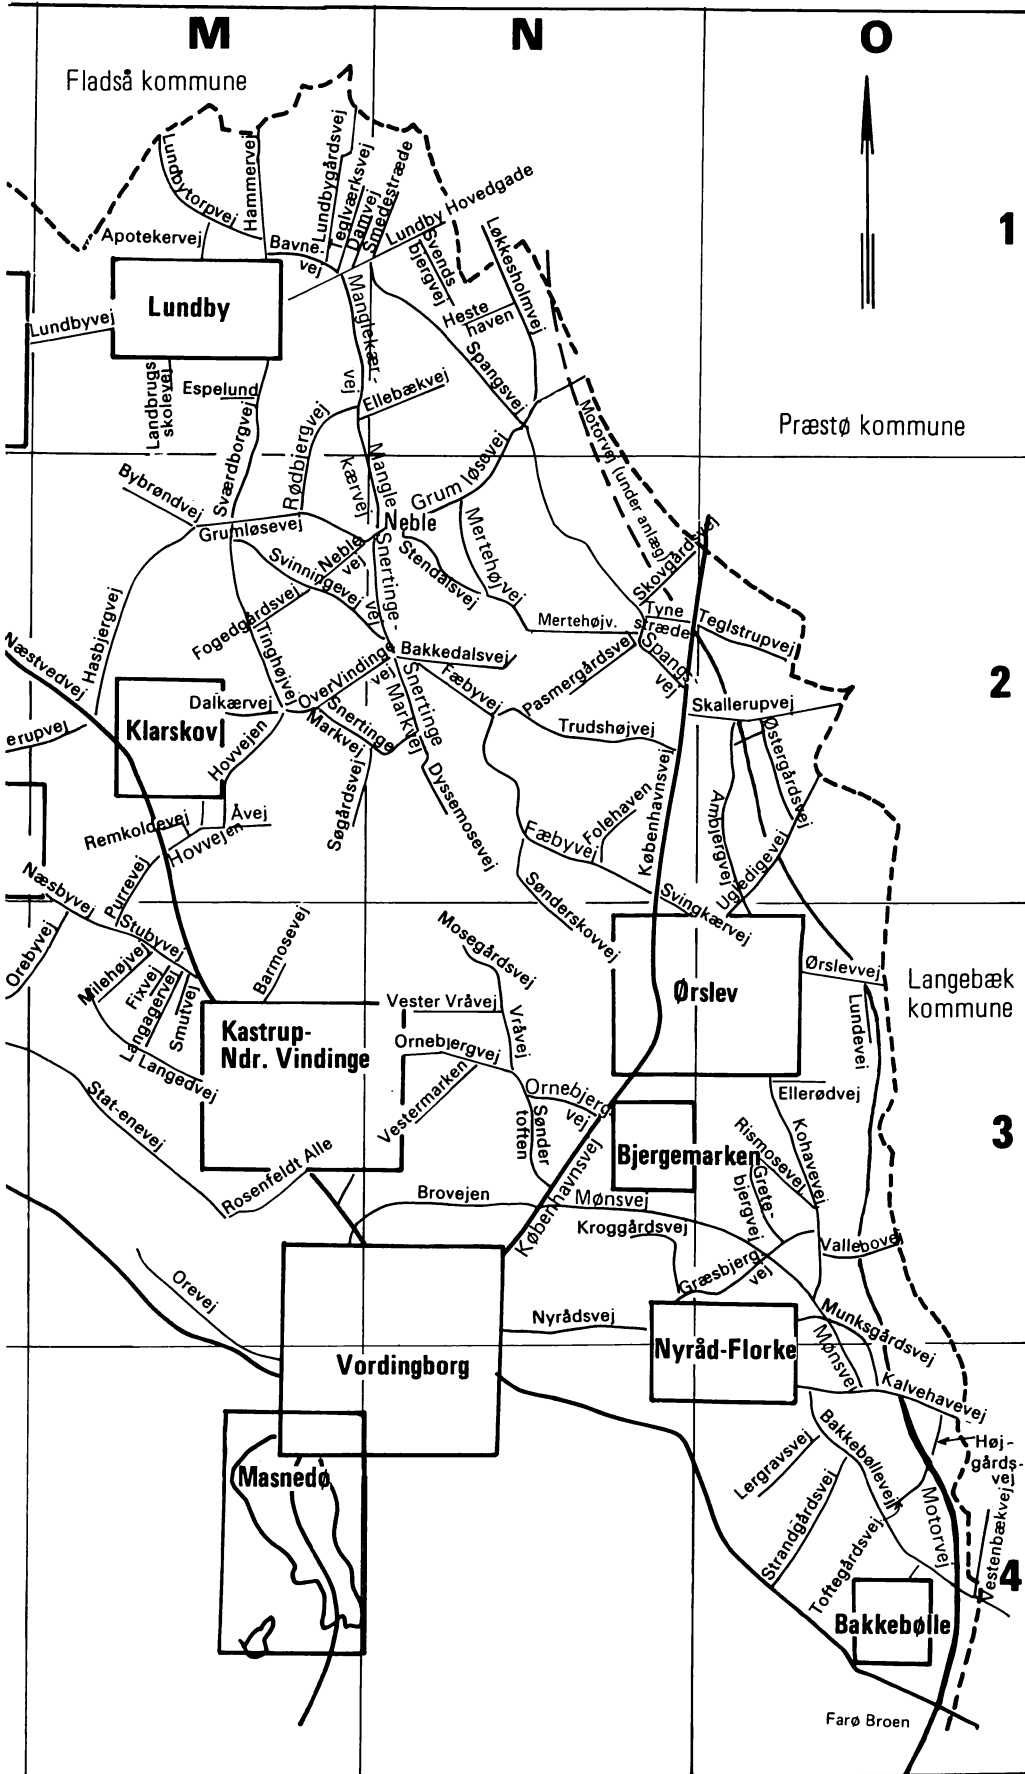 M
N
O
Fladså kommune
1
Lundbytorpvej
Hammervej
Lundbygårdsvej
Teglværksvej
Damvej
Smedestræde
Lundby Hovedgade
Apotekervej
Bavne-
vej
Svends
bjergvej
Løkkesholmvej
Heste
haven
Lundby
Lundbyvej
Manglekær-
vej
Spangsvej
Landbrugs
skolevej
Espelund
Ellebækvej
Sværdborgvej
Rødbjergvej
Motorvej (under anlæg)
Præstø kommune
Bybrøndvej
Grumløsevej
Mangle
kærvej
Grumløsevej
Neble
Neble
vej
Stendalsvej
Mertehøjvej
Skovgårdsvej
Svinningevej
Snertinge-
vej
Fogedgårdsvej
Tinghøjvej
Mertehøjv.
Tyne
stræde
Teglstrupvej
Hasbjergvej
Næstvedvej
Over Vindinge
vej
Bakkedalsvej
Fæbyvej
Pasmergårdsvej
Spangs-
vej
2
Dalkærvej
Snertinge
Markvej
Snertinge
Markvej
Trudshøjvej
Skallerupvej
Østergårdsvej
erupvej
Klarskov
Hovvejen
Søgårdsvej
Dyssemosevej
Københavnsvej
Ambjergvej
Remkoldevej
Åvej
Hovvejen
Folehaven
Fæbyvej
Ugledigevej
Næsbyvej
Purrevej
Sønderskovvej
Svingkærvej
Orebyvej
Stubyvej
Milehøjvej
Fixvej
Langagervej
Smutvej
Barmosevej
Mosegårdsvej
Ørslevvej
Langebæk
kommune
Ørslev
Vester Vråvej
Vråvej
Lundevej
Kastrup-
Ndr. Vindinge
Ornebjergvej
Langedvej
Stat-enevej
Vestermarken
Ornebjerg
vej
Sønder
toften
Ellerødvej
Kohavevej
Rismosevej
Bjergemarken
Grete-
bjergvej
3
Rosenfeldt Alle
Brovejen
Københavnsvej
Mønsvej
Kroggårdsvej
Vallebovej
Orevej
Græsbjerg
vej
Nyrådsvej
Munksgårdsvej
Mønsvej
Nyråd-Florke
Vordingborg
Kalvehavevej
Masnedø
Lergravsvej
Bakkebøllevej
Høj-
gårds-
vej
Strandgårdsvej
Toftegårdsvej
Motorvej
Vestenbækvej
4
Bakkebølle
Farø Broen